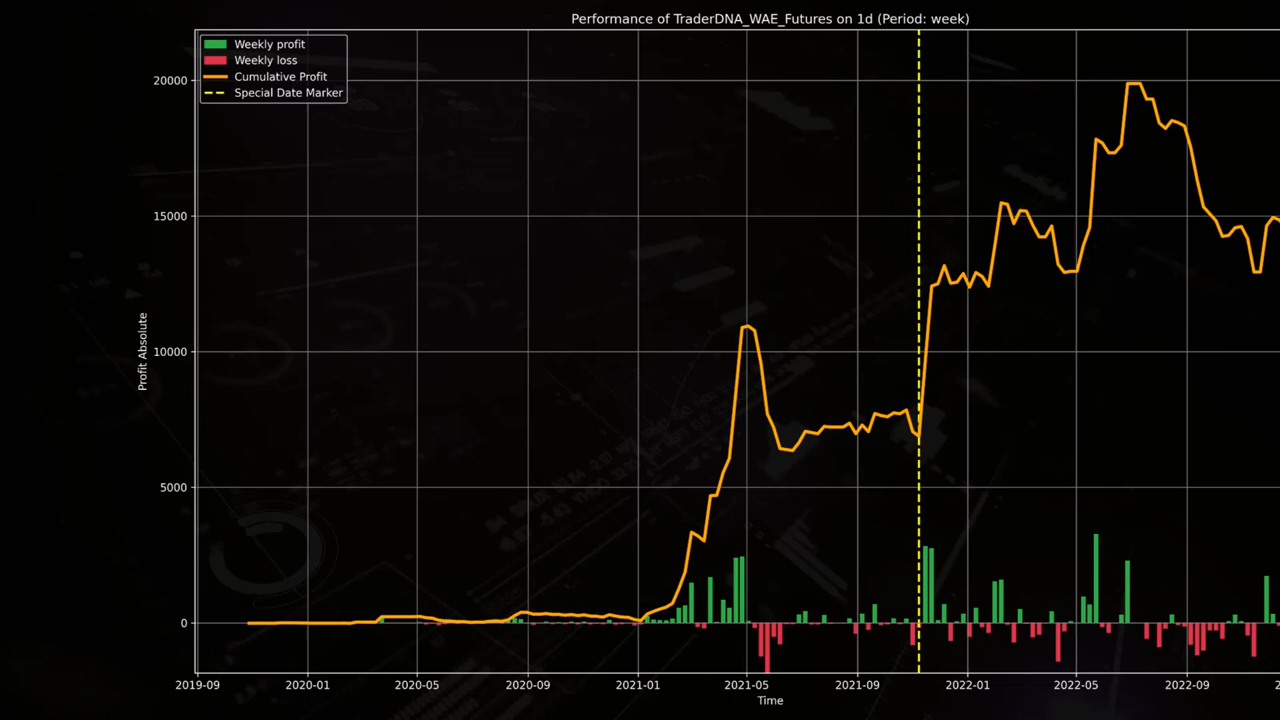 Performance of TraderDNA_WAE_Futures on 1d (Period: week)
Weekly profit
Weekly loss
Cumulative Profit
Special Date Marker
20000
15000
10000
5000
0
Profit Absolute
2019-09 2020-01 2020-05 2020-09 2021-01 2021-05 2021-09 2022-01 2022-05 2022-09
Time